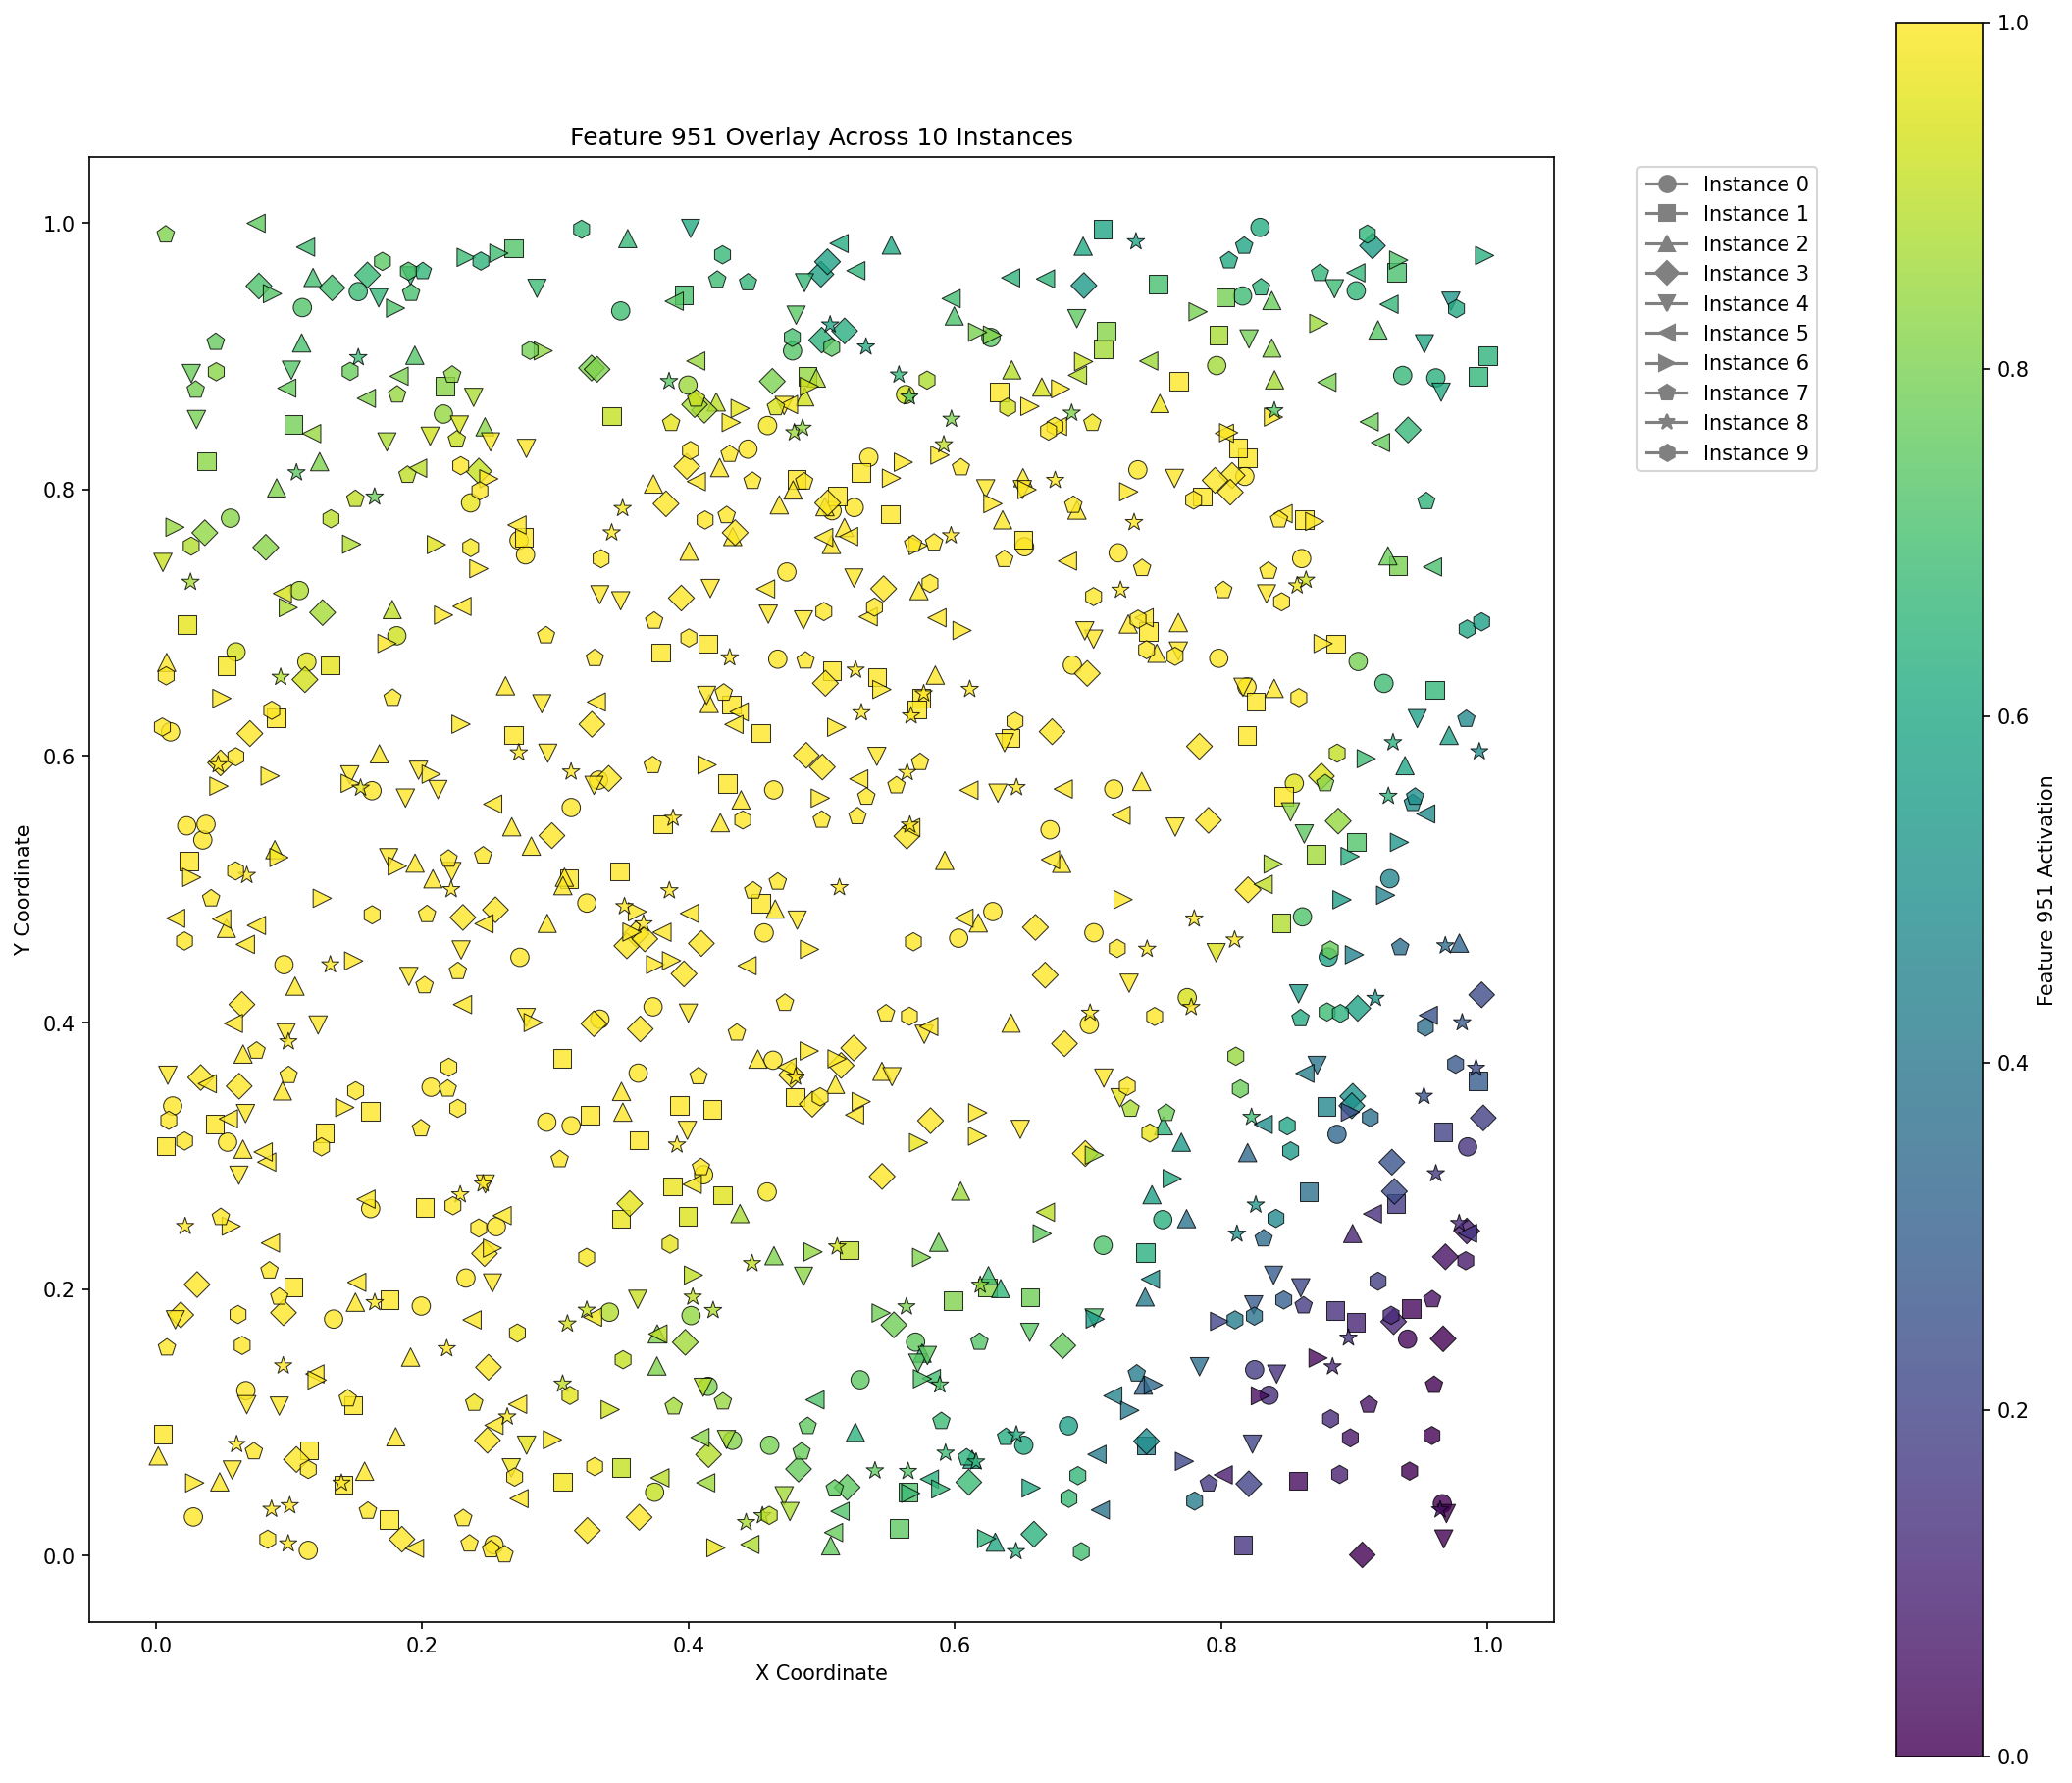 Feature 951 Overlay Across 10 Instances
1.0
0.8
0.6
0.4
0.2
0.0
Y Coordinate
0.0
0.2
0.4
0.6
0.8
1.0
X Coordinate
Instance 0
Instance 1
Instance 2
Instance 3
Instance 4
Instance 5
Instance 6
Instance 7
Instance 8
Instance 9
1.0
0.8
0.6
0.4
0.2
0.0
Feature 951 Activation